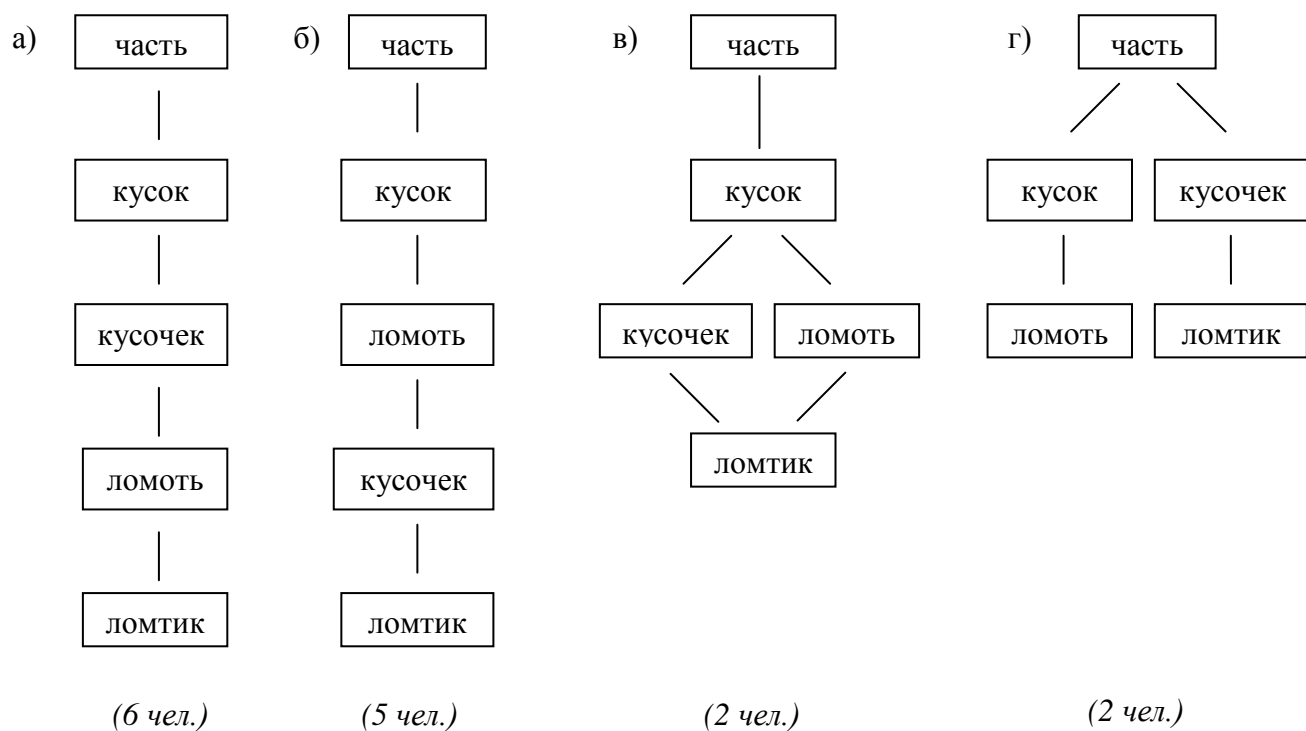 а) часть б) часть в) часть г) часть
кусок кусок кусок кусок кусочек
кусочек ломоть кусочек ломоть ломоть ломтик
ломоть кусочек ломтик
ломтик ломтик
(6 чел.) (5 чел.) (2 чел.) (2 чел.)